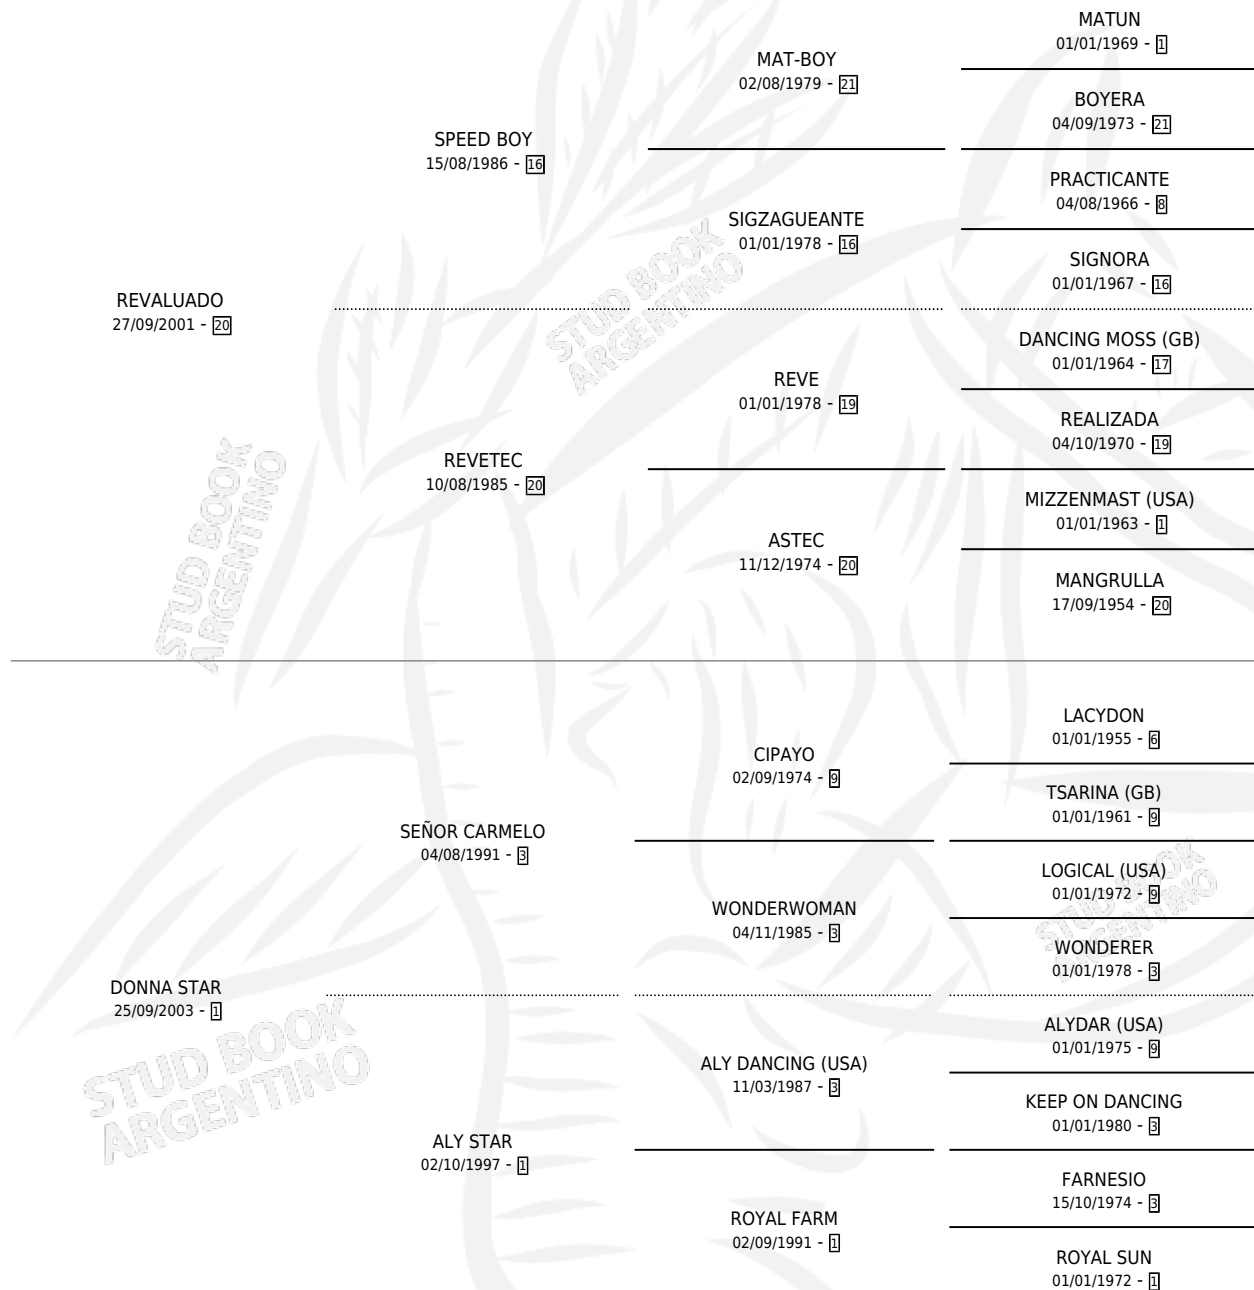 MATUN
01/01/1969 - 1
MAT-BOY
02/08/1979 - 21
BOYERA
04/09/1973 - 21
SPEED BOY
15/08/1986 - 16
PRACTICANTE
04/08/1966 - 8
SIGZAGUEANTE
01/01/1978 - 16
SIGNORA
01/01/1967 - 16
REVALUADO
27/09/2001 - 20
STUD BOOK
ARGENTINO
DANCING MOSS (GB)
01/01/1964 - 17
REVE
01/01/1978 - 19
REALIZADA
04/10/1970 - 19
REVETEC
10/08/1985 - 20
MIZZENMAST (USA)
01/01/1963 - 1
ASTEC
11/12/1974 - 20
MANGRULLA
17/09/1954 - 20
STUD BOOK
ARGENTINO
LACYDON
01/01/1955 - 6
CIPAYO
02/09/1974 - 9
TSARINA (GB)
01/01/1961 - 9
SEÑOR CARMELO
04/08/1991 - 3
LOGICAL (USA)
01/01/1972 - 9
WONDERWOMAN
04/11/1985 - 3
WONDERER
01/01/1978 - 3
STUD BOOK
ARGENTINO
DONNA STAR
25/09/2003 - 1
ALYDAR (USA)
01/01/1975 - 9
ALY DANCING (USA)
11/03/1987 - 3
KEEP ON DANCING
01/01/1980 - 3
STUD BOOK
ARGENTINO
ALY STAR
02/10/1997 - 1
FARNESIO
15/10/1974 - 3
ROYAL FARM
02/09/1991 - 1
ROYAL SUN
01/01/1972 - 1